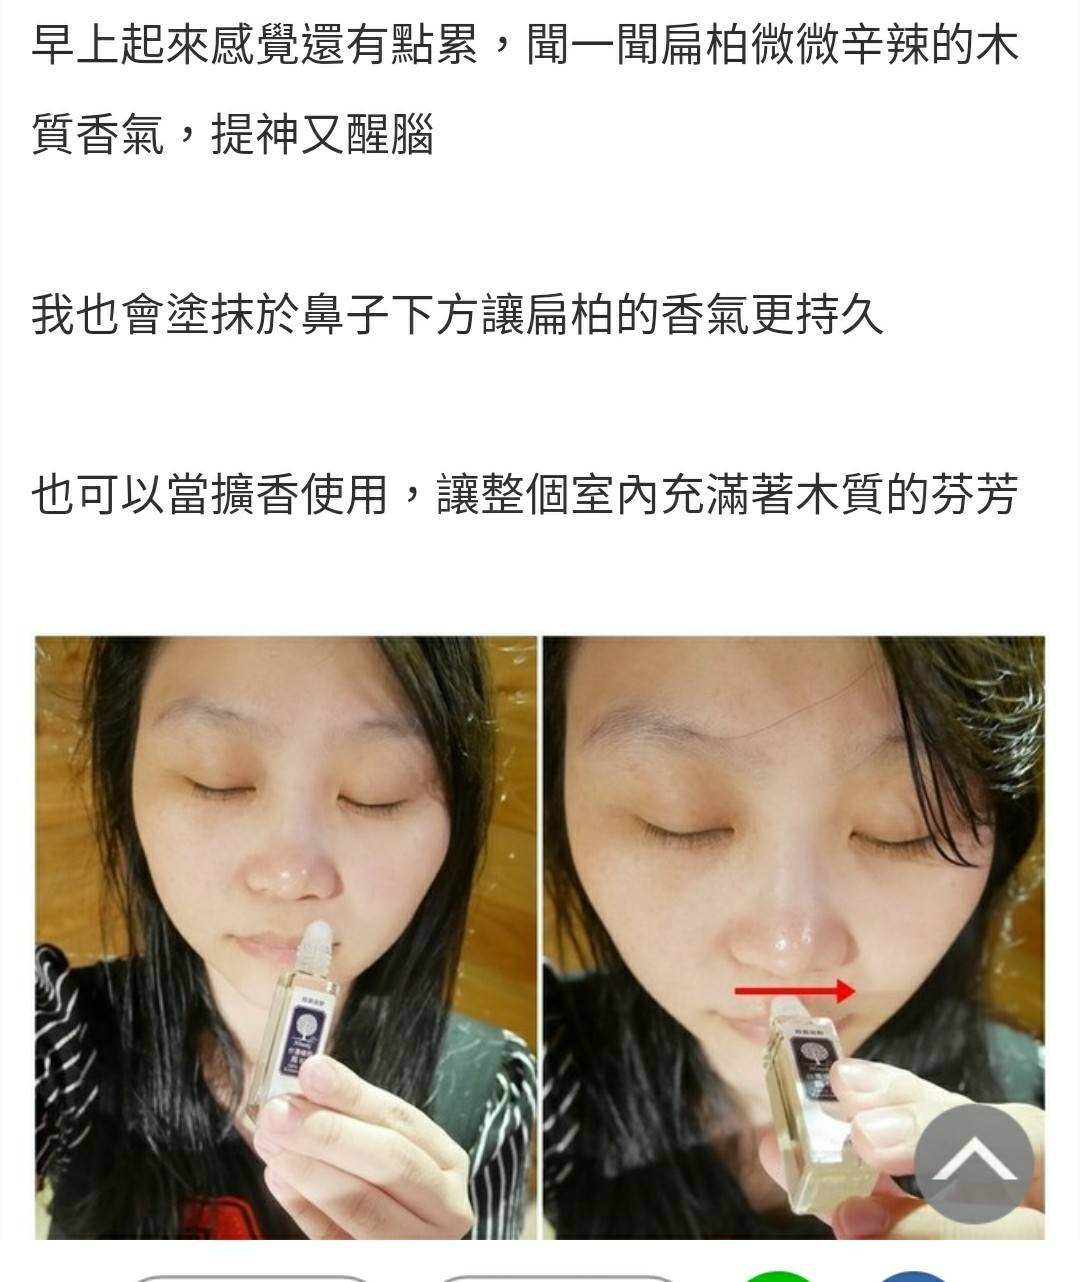 早上起來感覺還有點累，聞一聞扁柏微微辛辣的木
質香氣，提神又醒腦
我也會塗抹於鼻子下方讓扁柏的香氣更持久
也可以當擴香使用，讓整個室內充滿著木質的芬芳